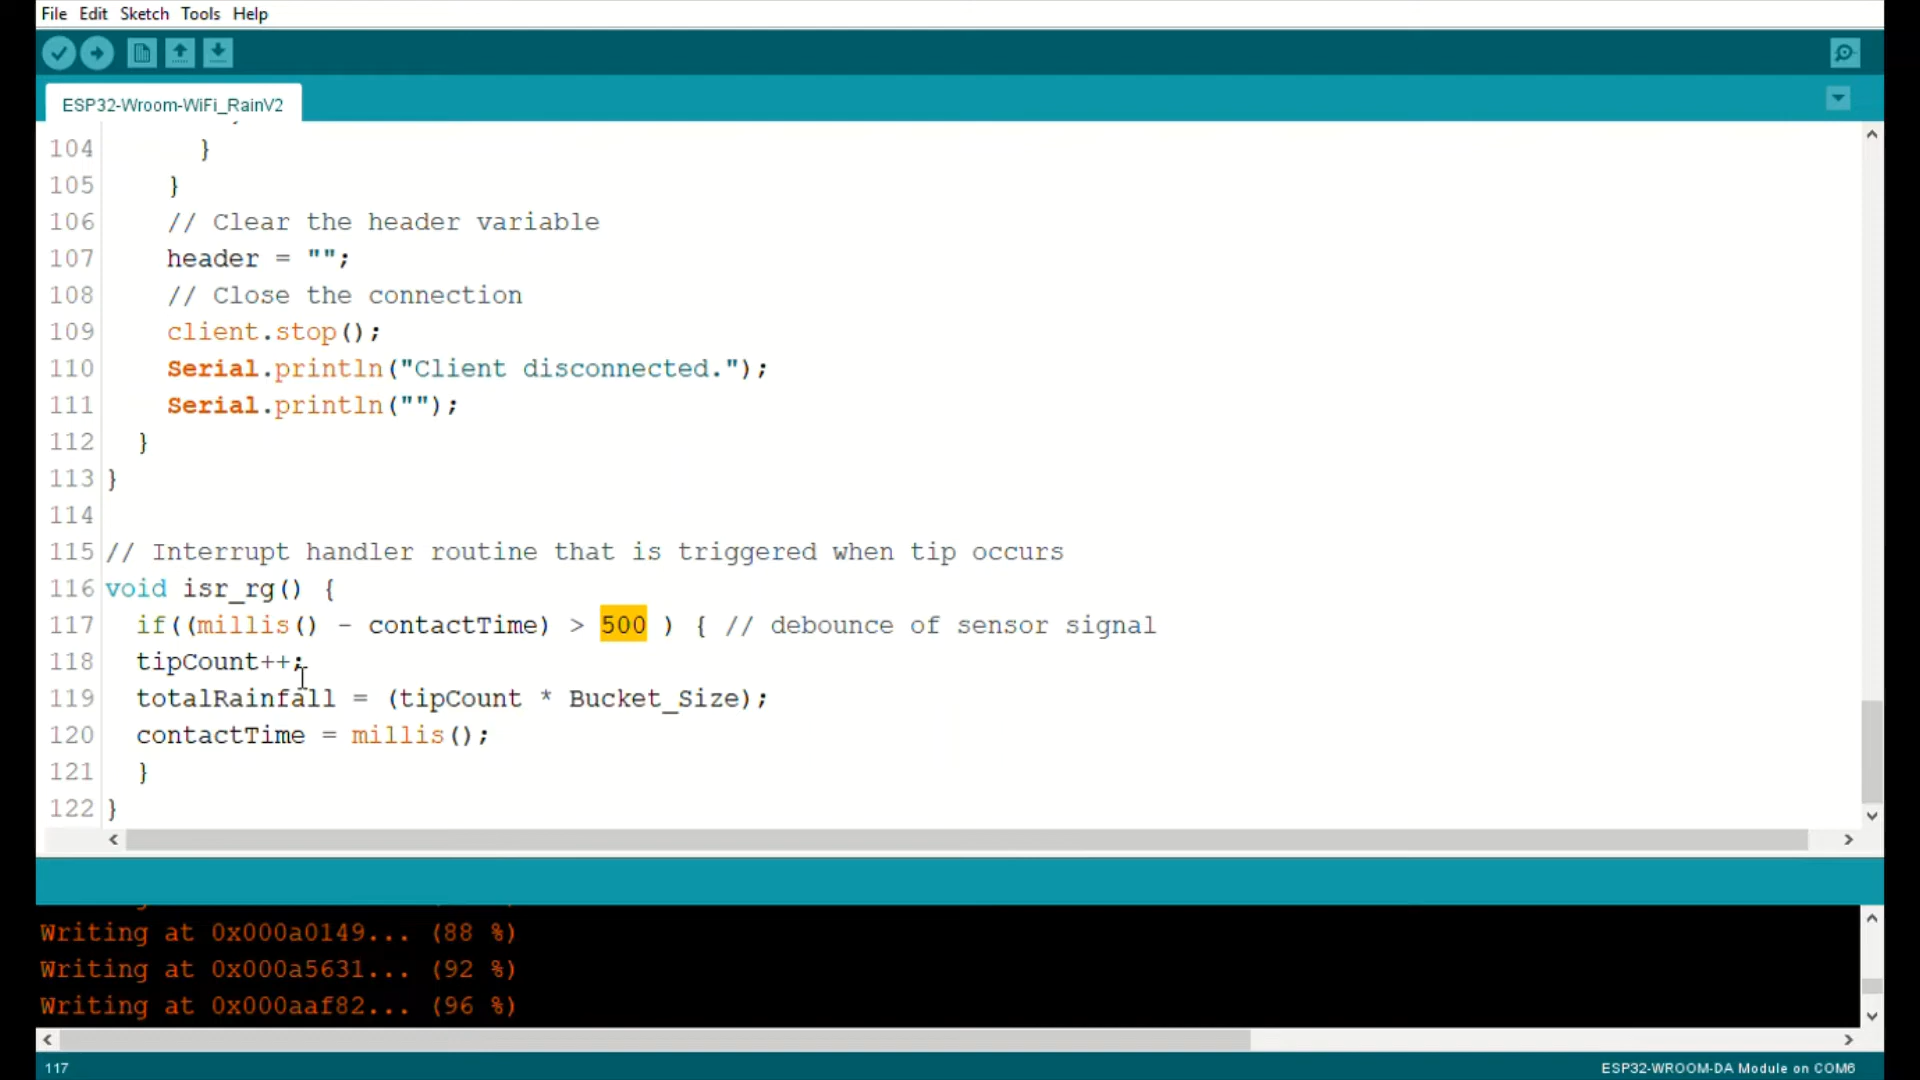 File Edit Sketch Tools Help
ESP32-Wroom-WiFi_RainV2
104 }
105 }
106 // Clear the header variable
107 header = "";
108 // Close the connection
109 client.stop();
110 Serial.println("Client disconnected.");
111 Serial.println("");
112 }
113 }
114
115 // Interrupt handler routine that is triggered when tip occurs
116 void isr_rg() {
117 if((millis() - contactTime) > 500 ) { // debounce of sensor signal
118 tipCount++;
119 totalRainfall = (tipCount * Bucket_Size);
120 contactTime = millis();
121 }
122 }
Writing at 0x000a0149... (88 %)
Writing at 0x000a5631... (92 %)
Writing at 0x000aaf82... (96 %)
117 ESP32-WROOM-DA Module on COM6